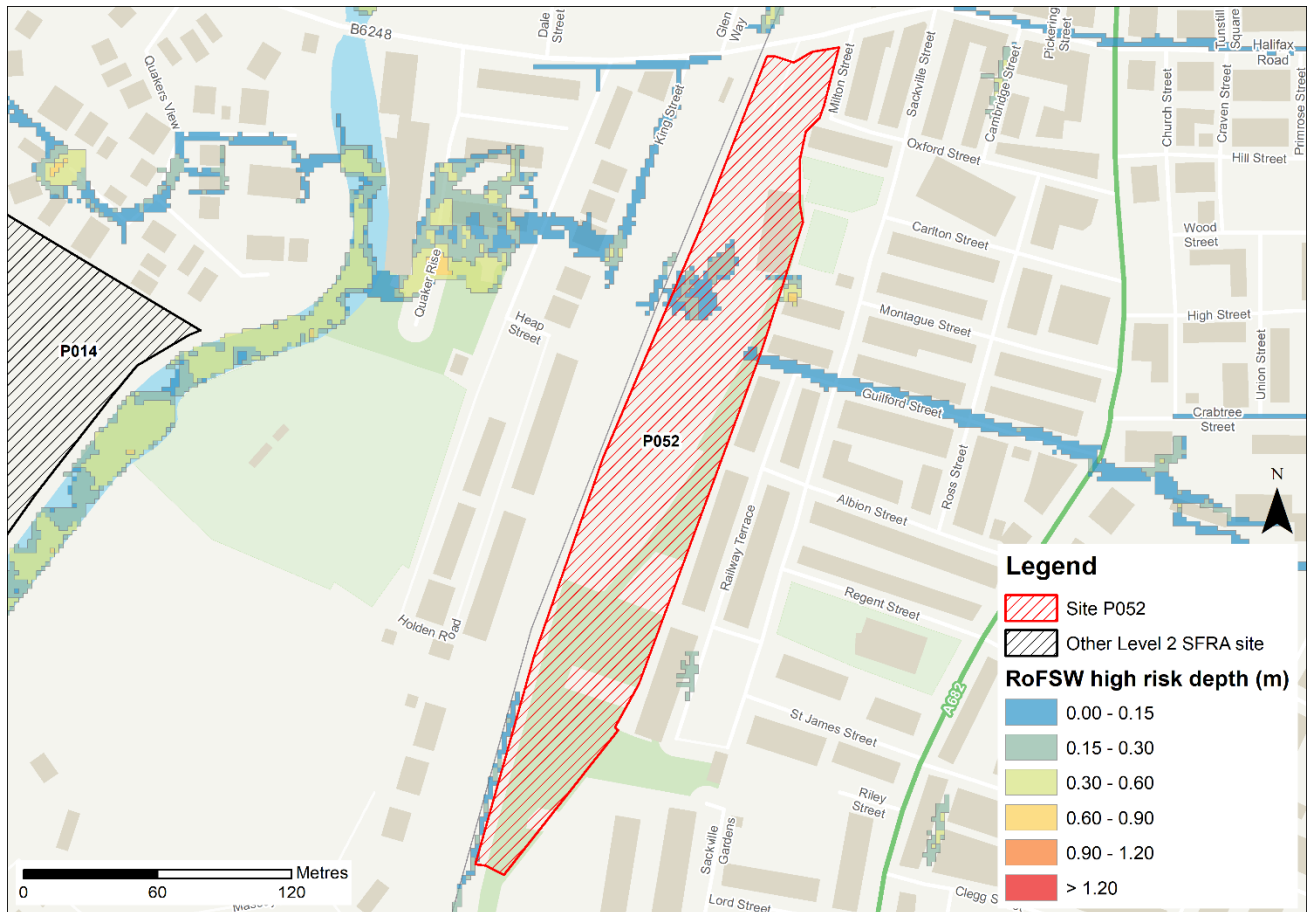 B6248
Dale
Street
Glen
Way
Quakers View
King Street
Milton Street
Sackville Street
Cambridge Street
Pickering
Street
Tunstill
Square
Halifax
Road
Church Street
Craven Street
Primrose Street
Hill Street
Oxford Street
Carlton Street
Wood
Street
Quaker Rise
Heap
Street
Montague Street
High Street
Union Street
P014
Guilford Street
Crabtree
Street
P052
Ross Street
Albion Street
Railway Terrace
N
Regent Street
Holden Road
A682
St James Street
Riley
Street
Sackville
Gardens
Clegg S
Lord Street
Legend
Site P052
Other Level 2 SFRA site
RoFSW high risk depth (m)
0.00 - 0.15
0.15 - 0.30
0.30 - 0.60
0.60 - 0.90
0.90 - 1.20
> 1.20
Metres
0 60 120